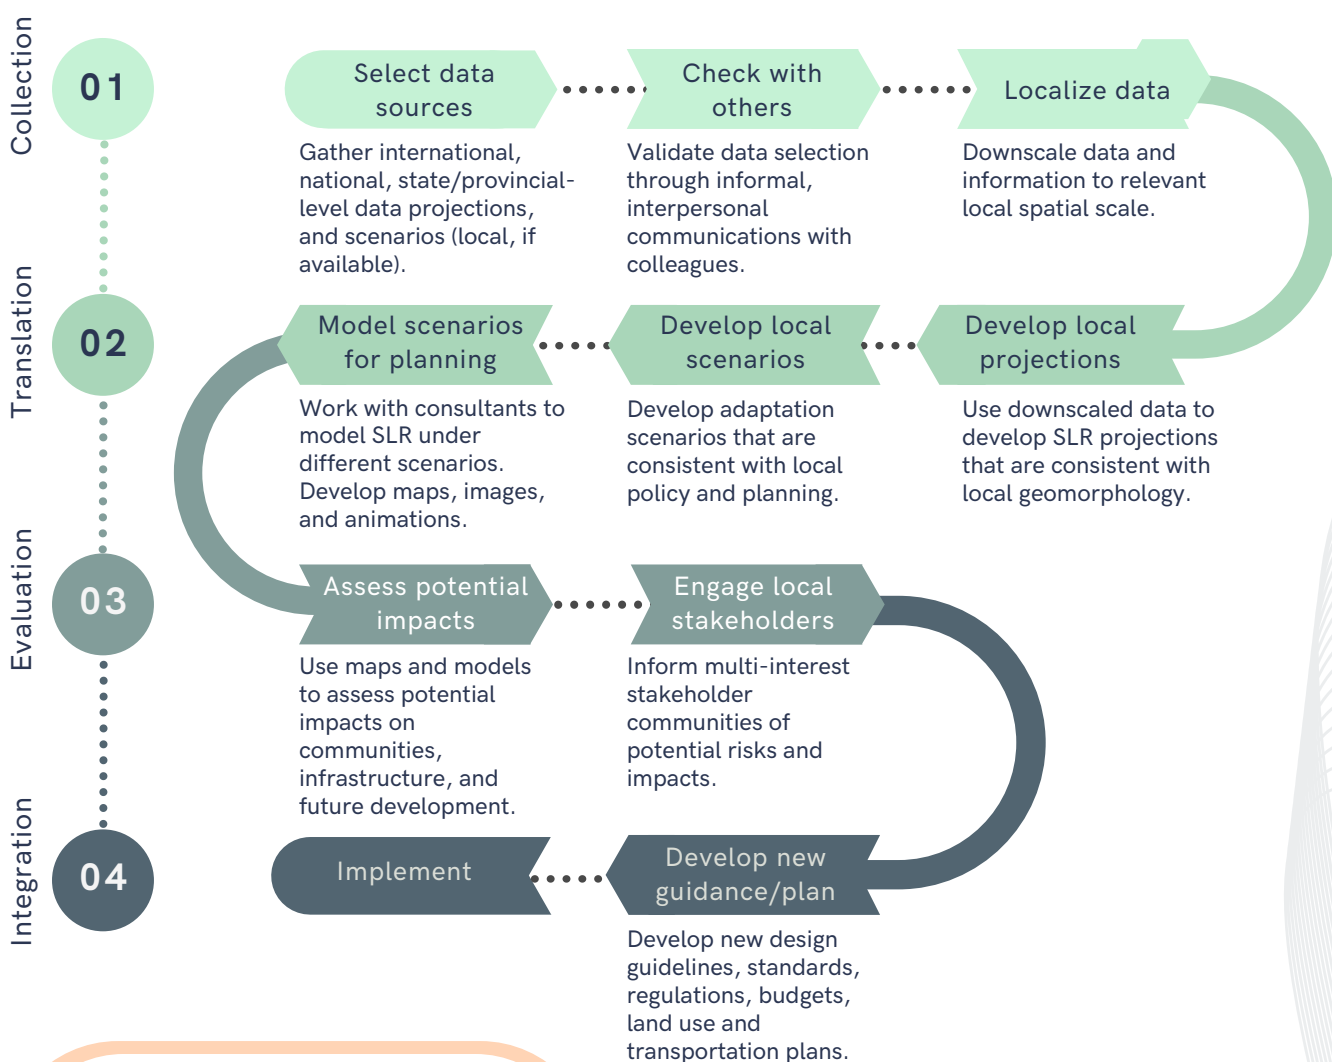 Collection
01
Select data
sources
Gather international,
national, state/provincial-
level data projections,
and scenarios (local, if
available).
Check with
others
Validate data selection
through informal,
interpersonal
communications with
colleagues.
Localize data
Downscale data and
information to relevant
local spatial scale.
Translation
02
Model scenarios
for planning
Work with consultants to
model SLR under
different scenarios.
Develop maps, images,
and animations.
Develop local
scenarios
Develop adaptation
scenarios that are
consistent with local
policy and planning.
Develop local
projections
Use downscaled data to
develop SLR projections
that are consistent with
local geomorphology.
Evaluation
03
Assess potential
impacts
Use maps and models
to assess potential
impacts on
communities,
infrastructure, and
future development.
Engage local
stakeholders
Inform multi-interest
stakeholder
communities of
potential risks and
impacts.
Integration
04
Implement
Develop new
guidance/plan
Develop new design
guidelines, standards,
regulations, budgets,
land use and
transportation plans.